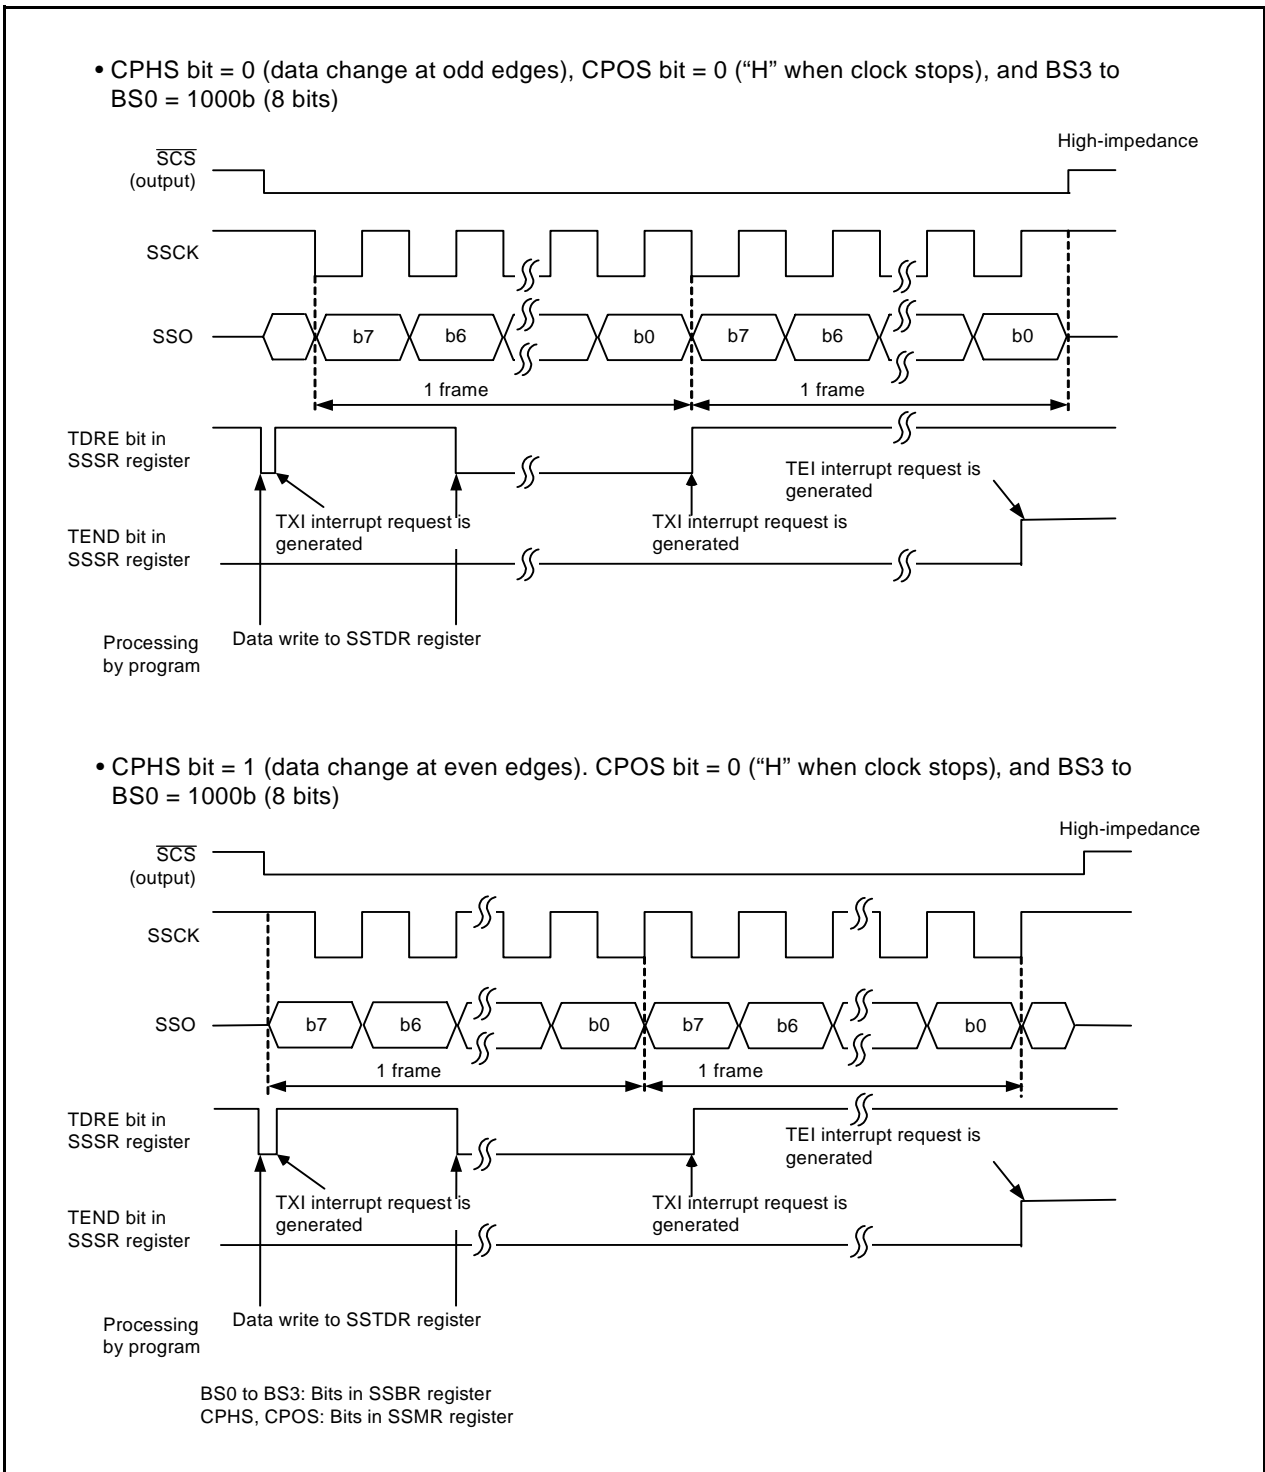 • CPHS bit = 0 (data change at odd edges), CPOS bit = 0 (“H” when clock stops), and BS3 to
BS0 = 1000b (8 bits)
High-impedance
SCS
(output)
SSCK
SSO
b7 b6 b0 b7 b6 b0
1 frame 1 frame
TDRE bit in
SSSR register
TEI interrupt request is
generated
TXI interrupt request is
generated
TXI interrupt request is
generated
TEND bit in
SSSR register
Processing
by program
Data write to SSTDR register
• CPHS bit = 1 (data change at even edges). CPOS bit = 0 (“H” when clock stops), and BS3 to
BS0 = 1000b (8 bits)
High-impedance
SCS
(output)
SSCK
SSO
b7 b6 b0 b7 b6 b0
1 frame 1 frame
TDRE bit in
SSSR register
TEI interrupt request is
generated
TXI interrupt request is
generated
TXI interrupt request is
generated
TEND bit in
SSSR register
Processing
by program
Data write to SSTDR register
BS0 to BS3: Bits in SSBR register
CPHS, CPOS: Bits in SSMR register